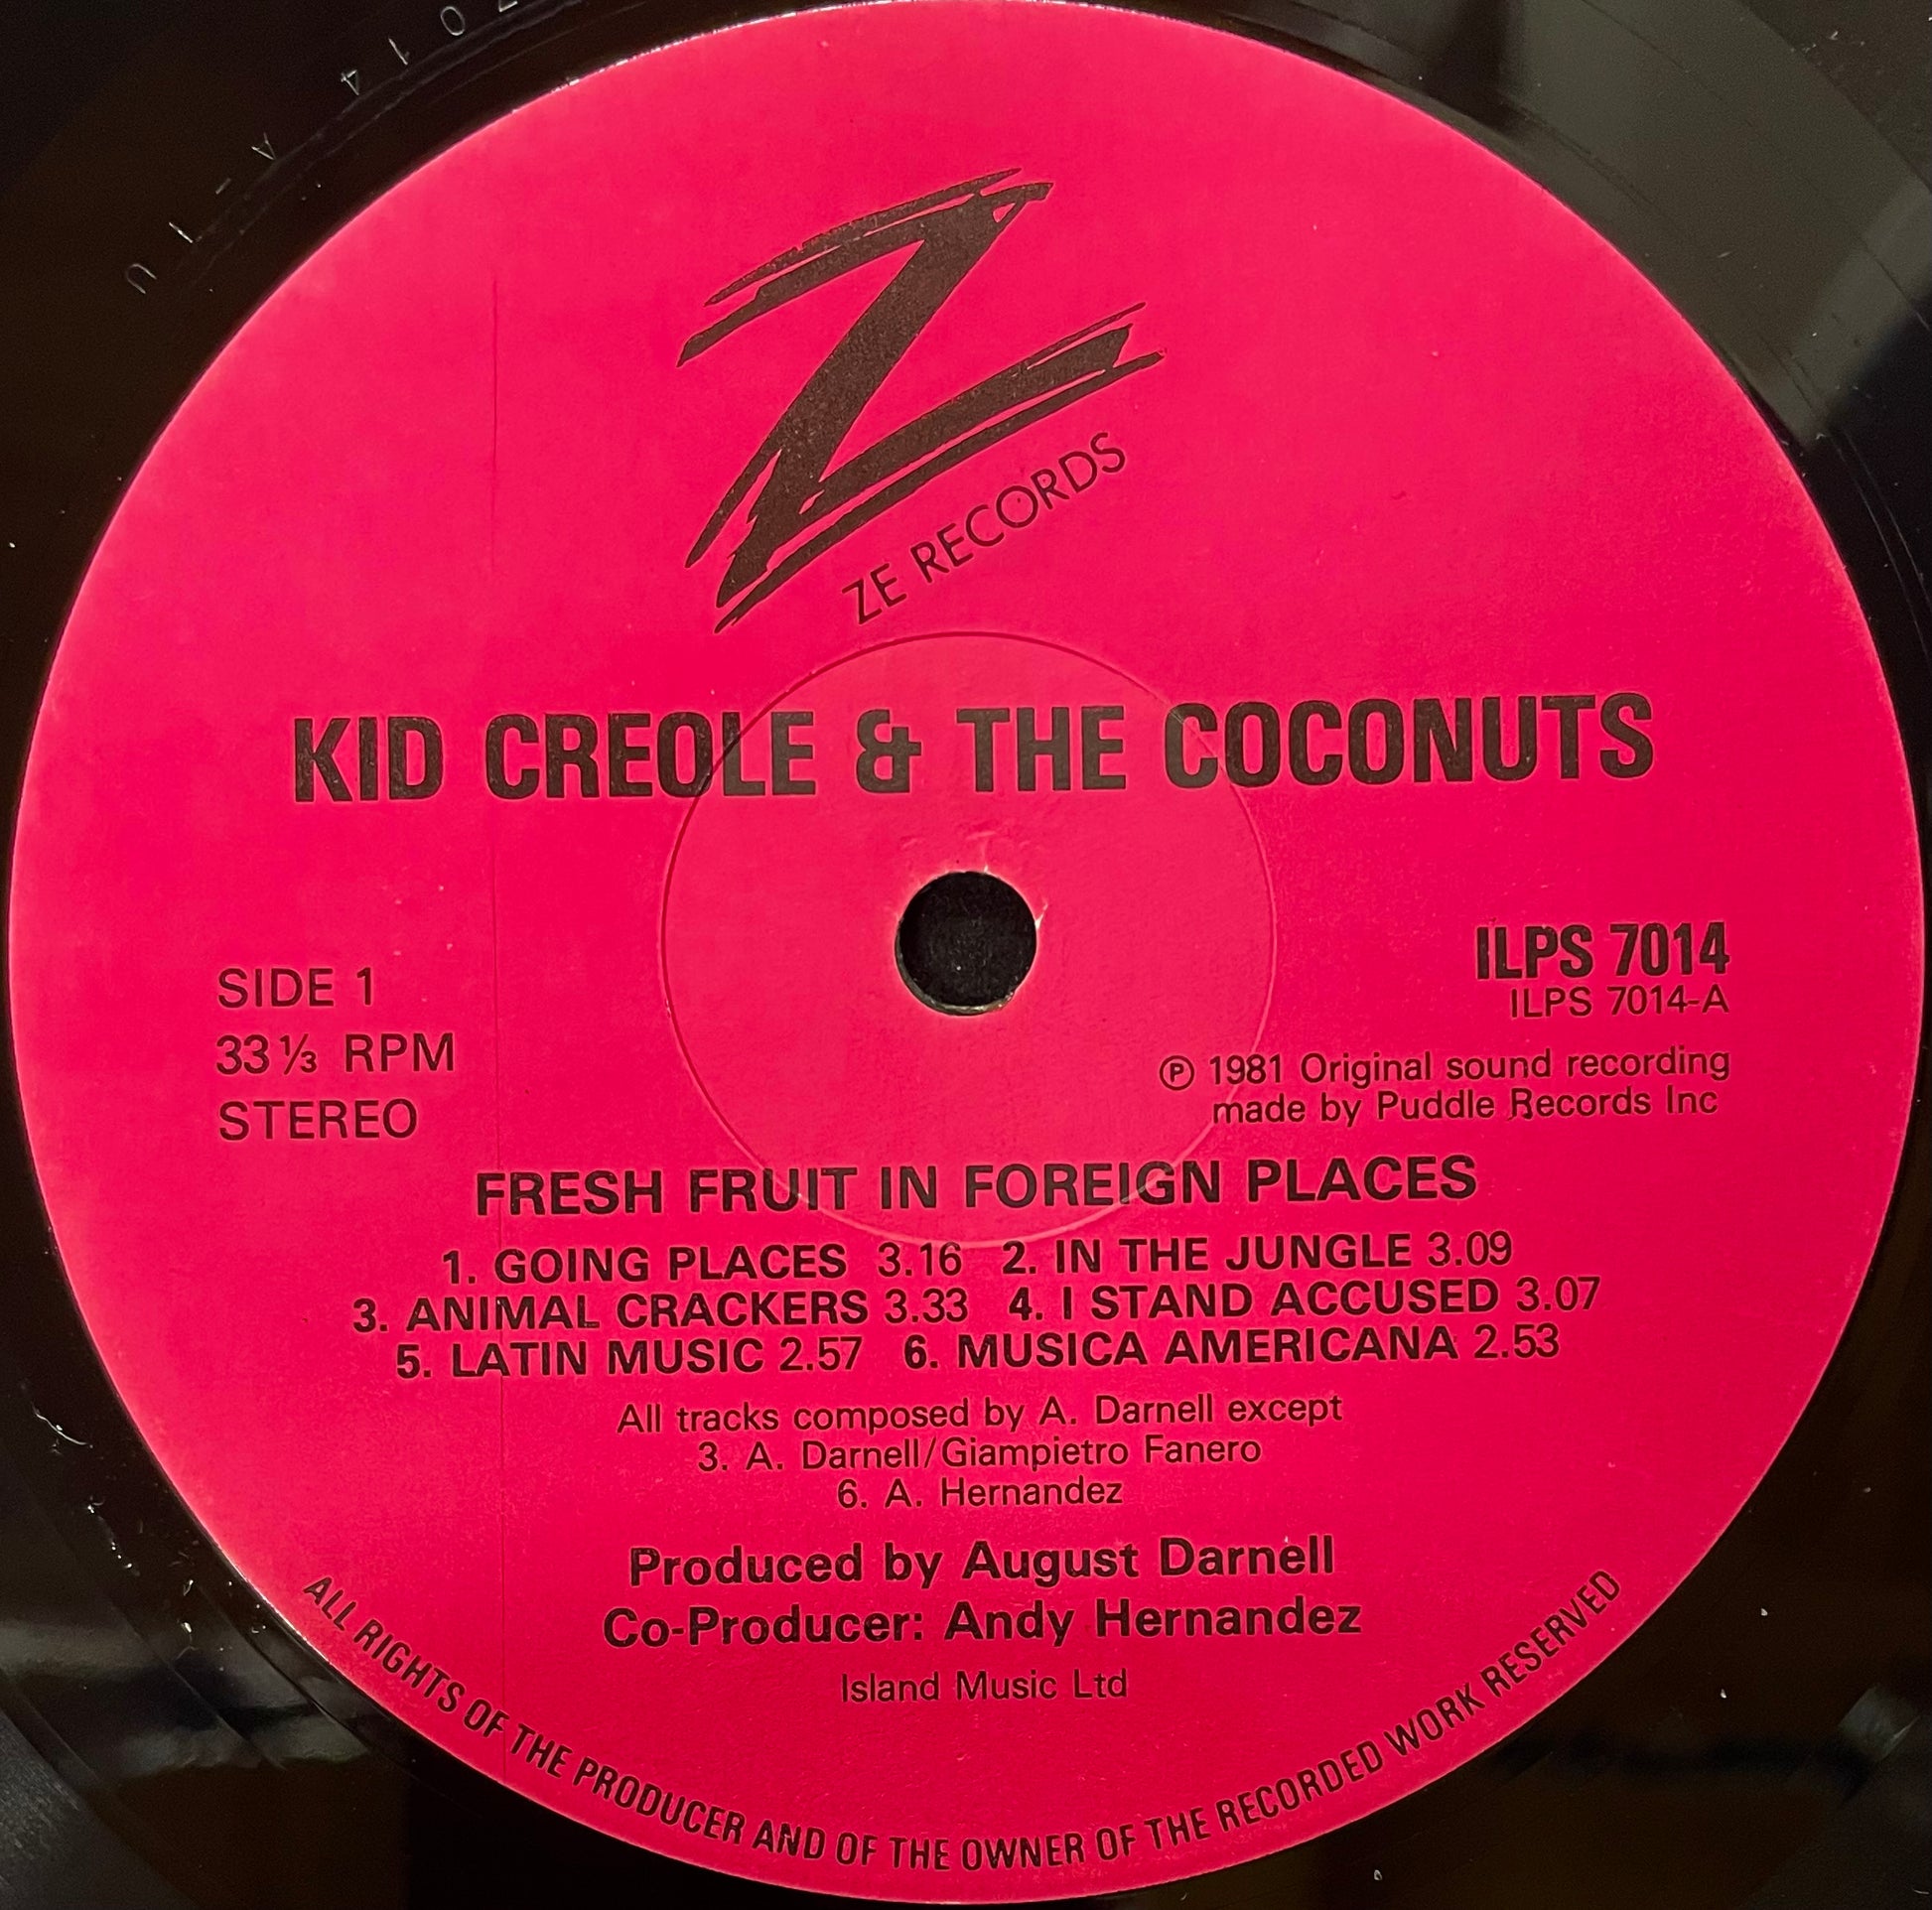 Z
ZE RECORDS
KID CREOLE & THE COCONUTS
SIDE 1
33⅓ RPM
STEREO
ILPS 7014
ILPS 7014-A
℗ 1981 Original sound recording
made by Puddle Records Inc
FRESH FRUIT IN FOREIGN PLACES
1. GOING PLACES 3.16 2. IN THE JUNGLE 3.09
3. ANIMAL CRACKERS 3.33 4. I STAND ACCUSED 3.07
5. LATIN MUSIC 2.57 6. MUSICA AMERICANA 2.53
All tracks composed by A. Darnell except
3. A. Darnell/Giampietro Fanero
6. A. Hernandez
Produced by August Darnell
Co-Producer: Andy Hernandez
Island Music Ltd
ALL RIGHTS OF THE PRODUCER AND OF THE OWNER OF THE RECORDED WORK RESERVED